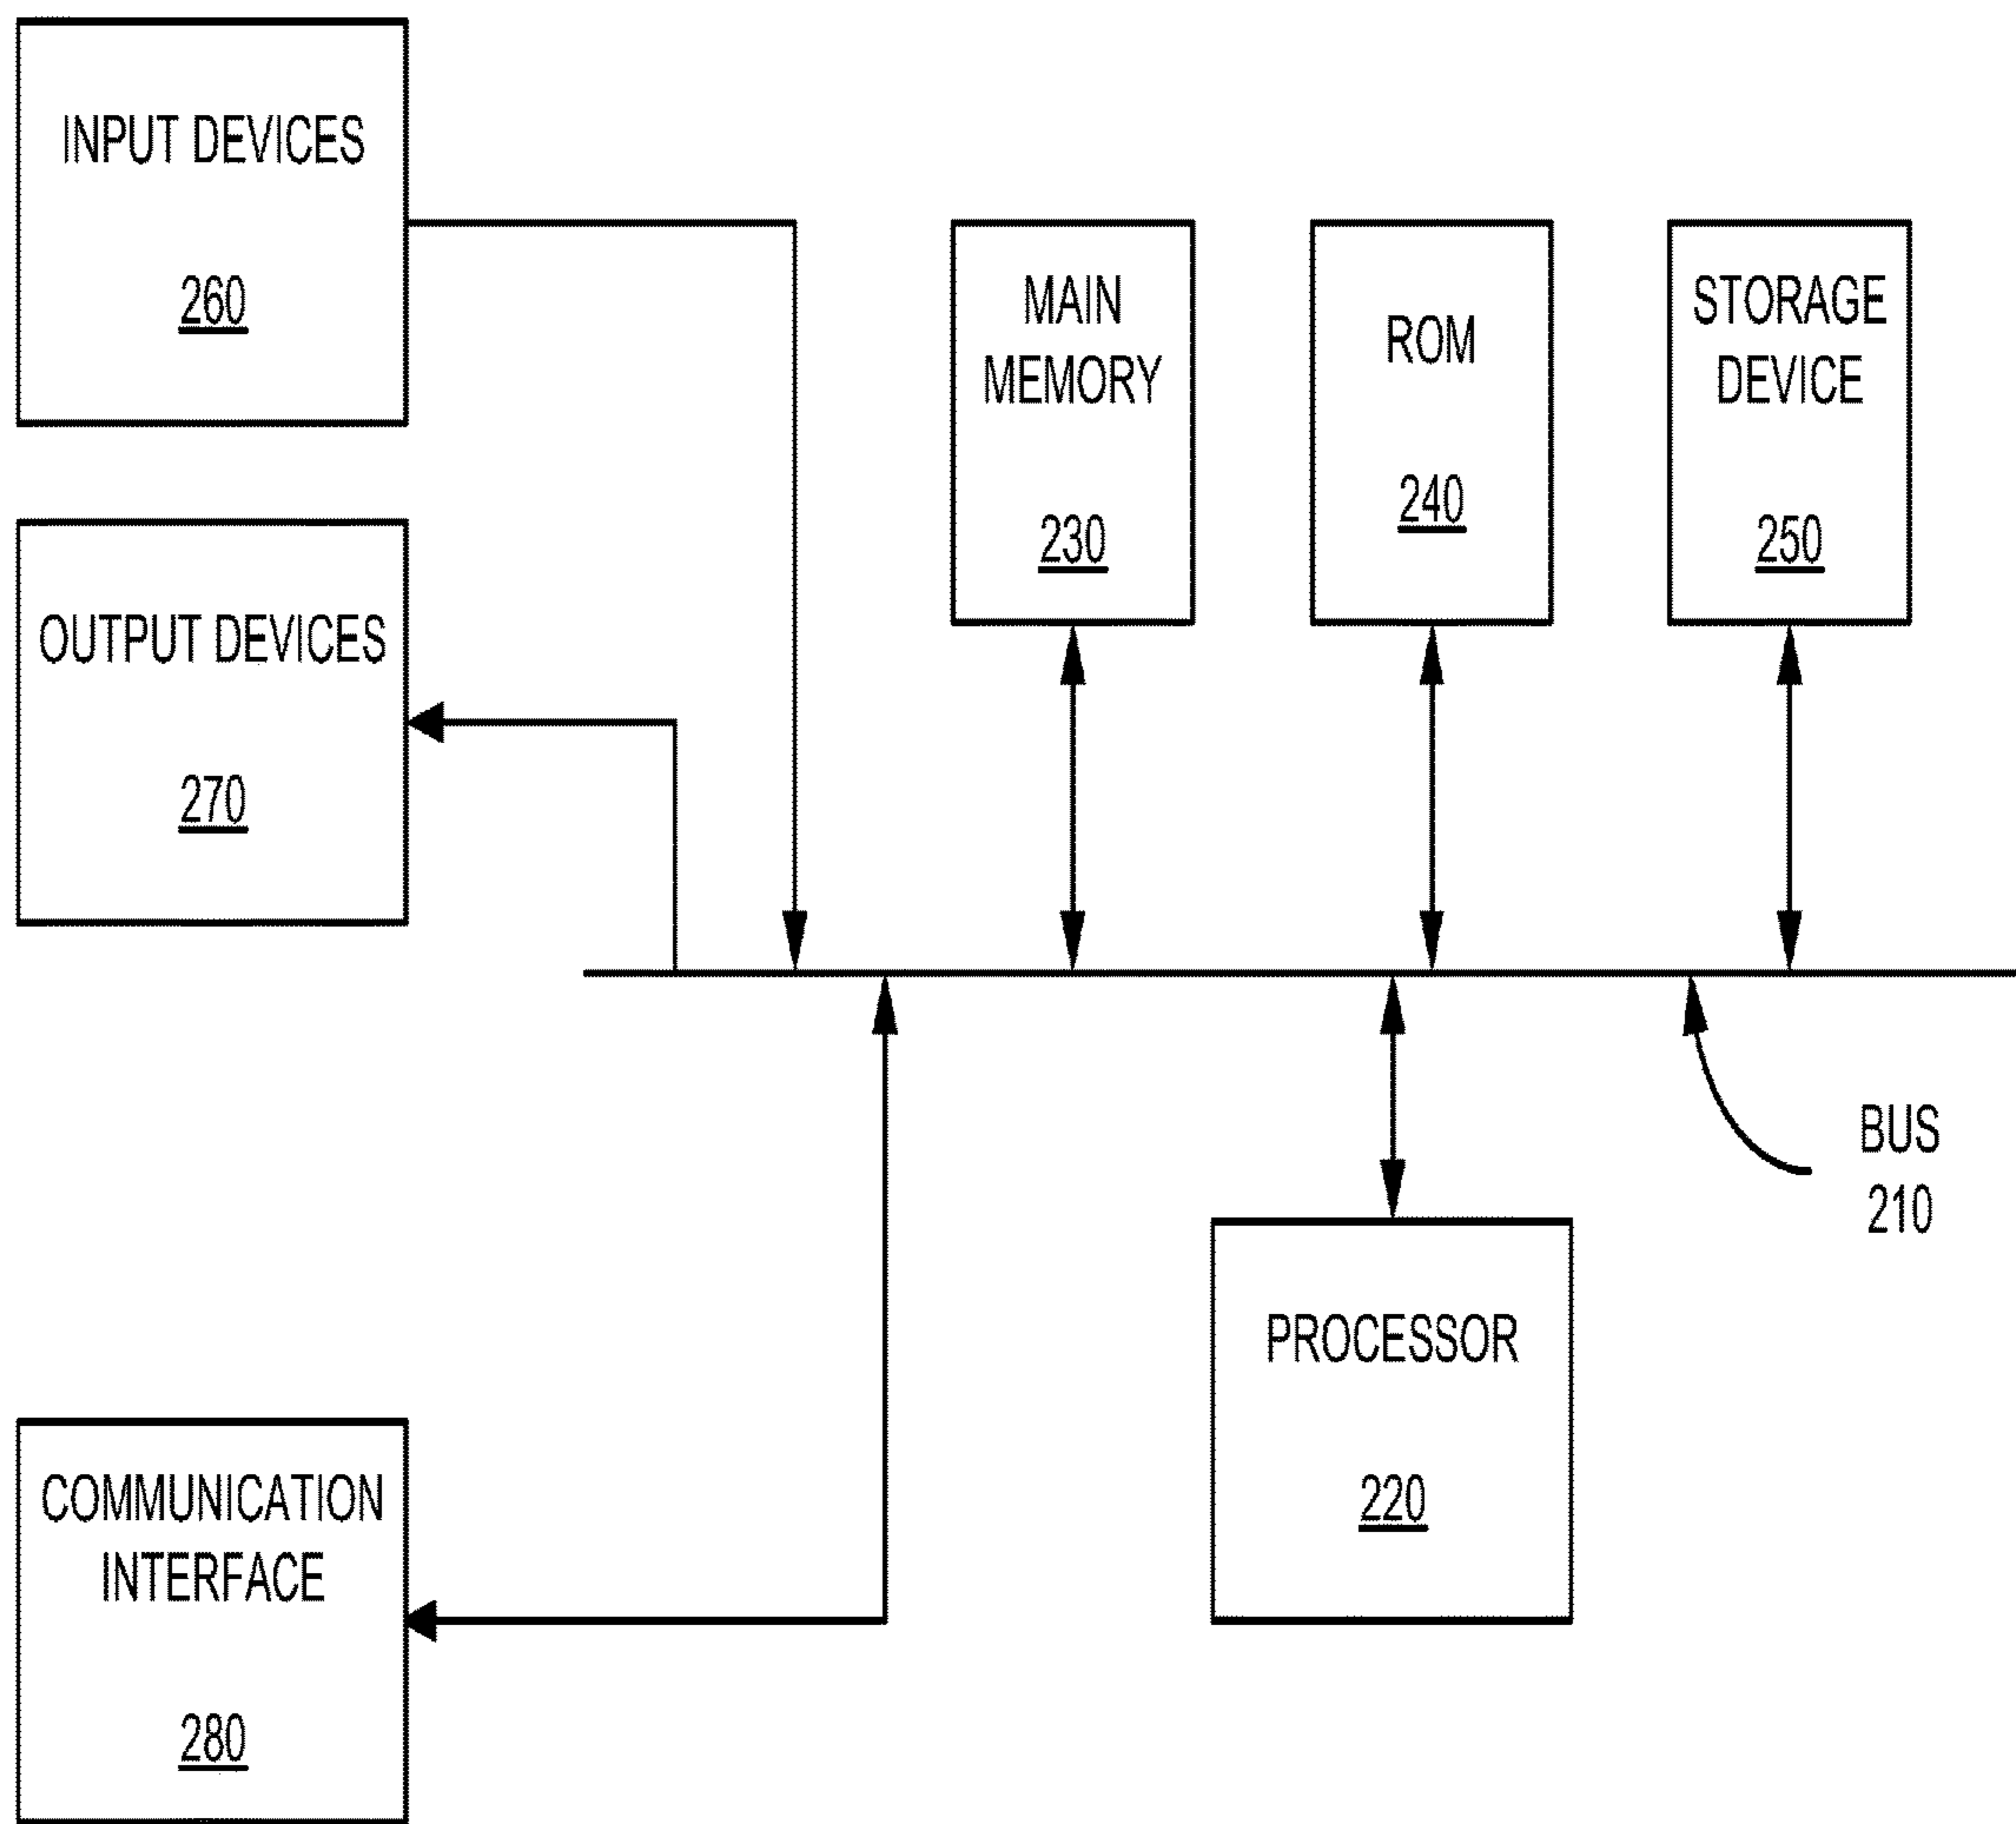 INPUT DEVICES
260
OUTPUT DEVICES
270
COMMUNICATION
INTERFACE
280
MAIN
MEMORY
230
ROM
240
STORAGE
DEVICE
250
PROCESSOR
220
BUS
210